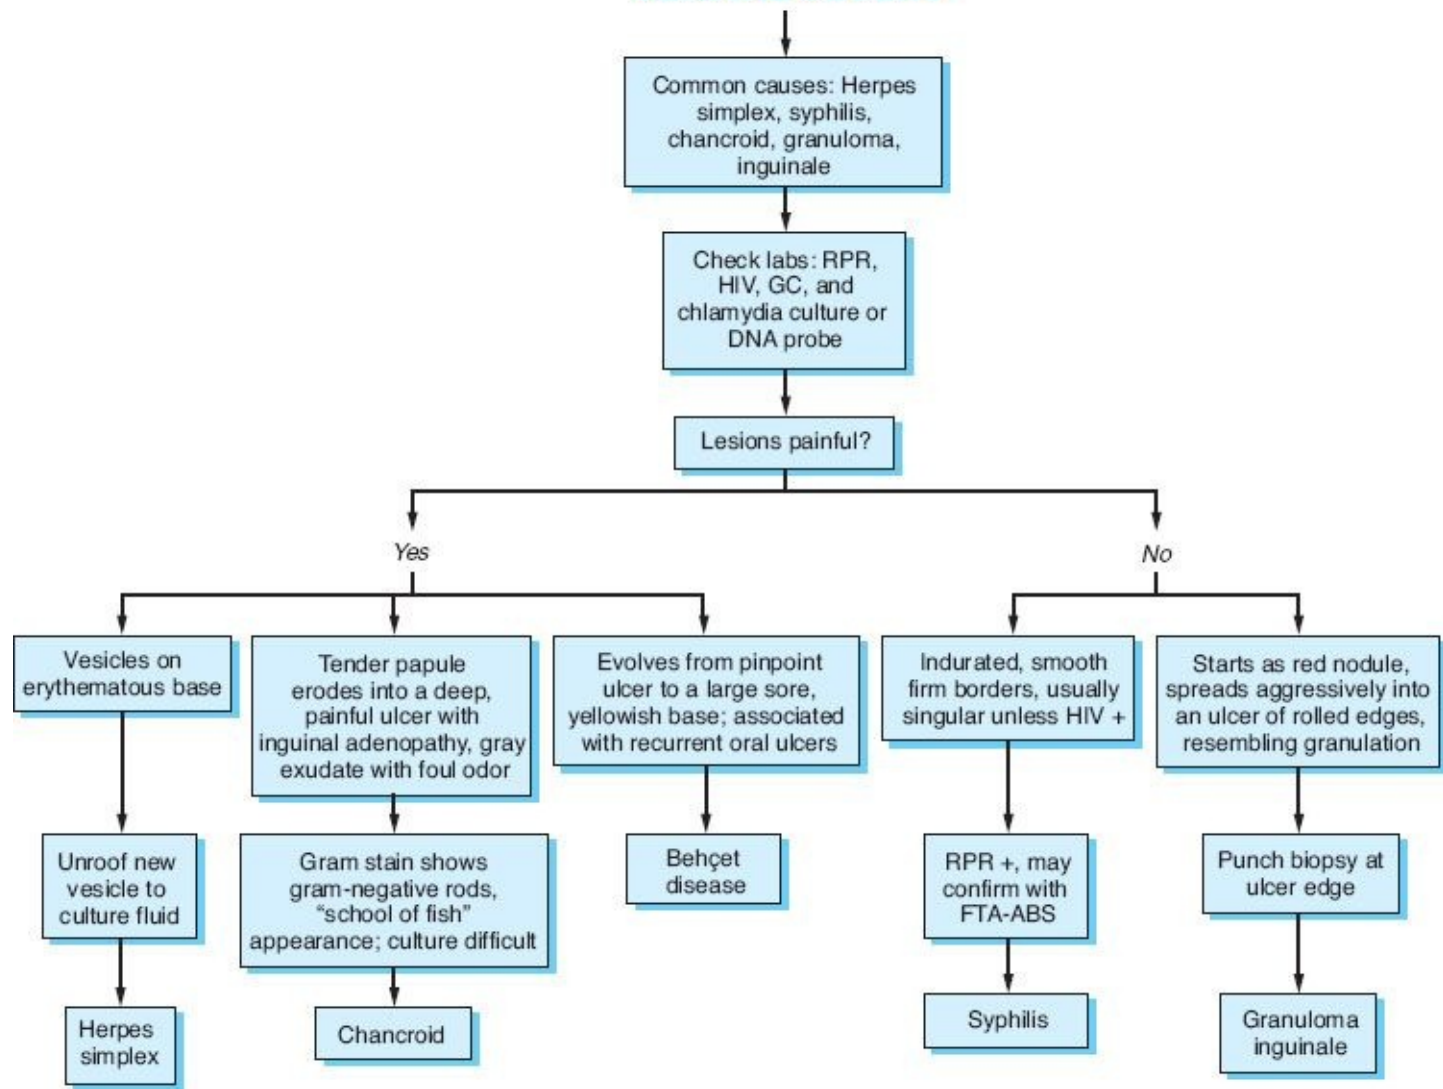 Common causes: Herpes
simplex, syphilis,
chancroid, granuloma,
inguinale
Check labs: RPR,
HIV, GC, and
chlamydia culture or
DNA probe
Lesions painful?
Yes
No
Vesicles on
erythematous base
Tender papule
erodes into a deep,
painful ulcer with
inguinal adenopathy, gray
exudate with foul odor
Evolves from pinpoint
ulcer to a large sore,
yellowish base; associated
with recurrent oral ulcers
Indurated, smooth
firm borders, usually
singular unless HIV +
Starts as red nodule,
spreads aggressively into
an ulcer of rolled edges,
resembling granulation
Unroof new
vesicle to
culture fluid
Gram stain shows
gram-negative rods,
“school of fish”
appearance; culture difficult
Behçet
disease
RPR +, may
confirm with
FTA-ABS
Punch biopsy at
ulcer edge
Herpes
simplex
Chancroid
Syphilis
Granuloma
inguinale